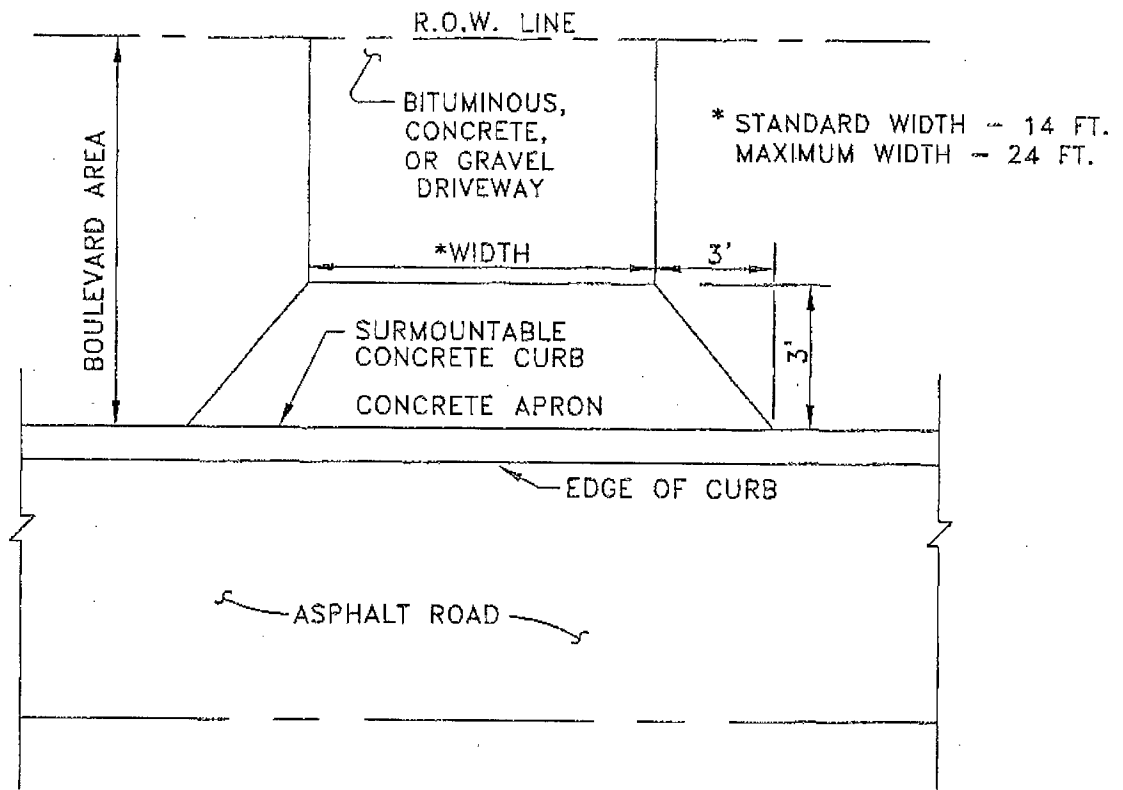 R.O.W. LINE
BITUMINOUS,
CONCRETE,
OR GRAVEL
DRIVEWAY
* STANDARD WIDTH - 14 FT.
MAXIMUM WIDTH - 24 FT.
BOULEVARD AREA
*WIDTH
3'
3'
SURMOUNTABLE
CONCRETE CURB
CONCRETE APRON
EDGE OF CURB
ASPHALT ROAD